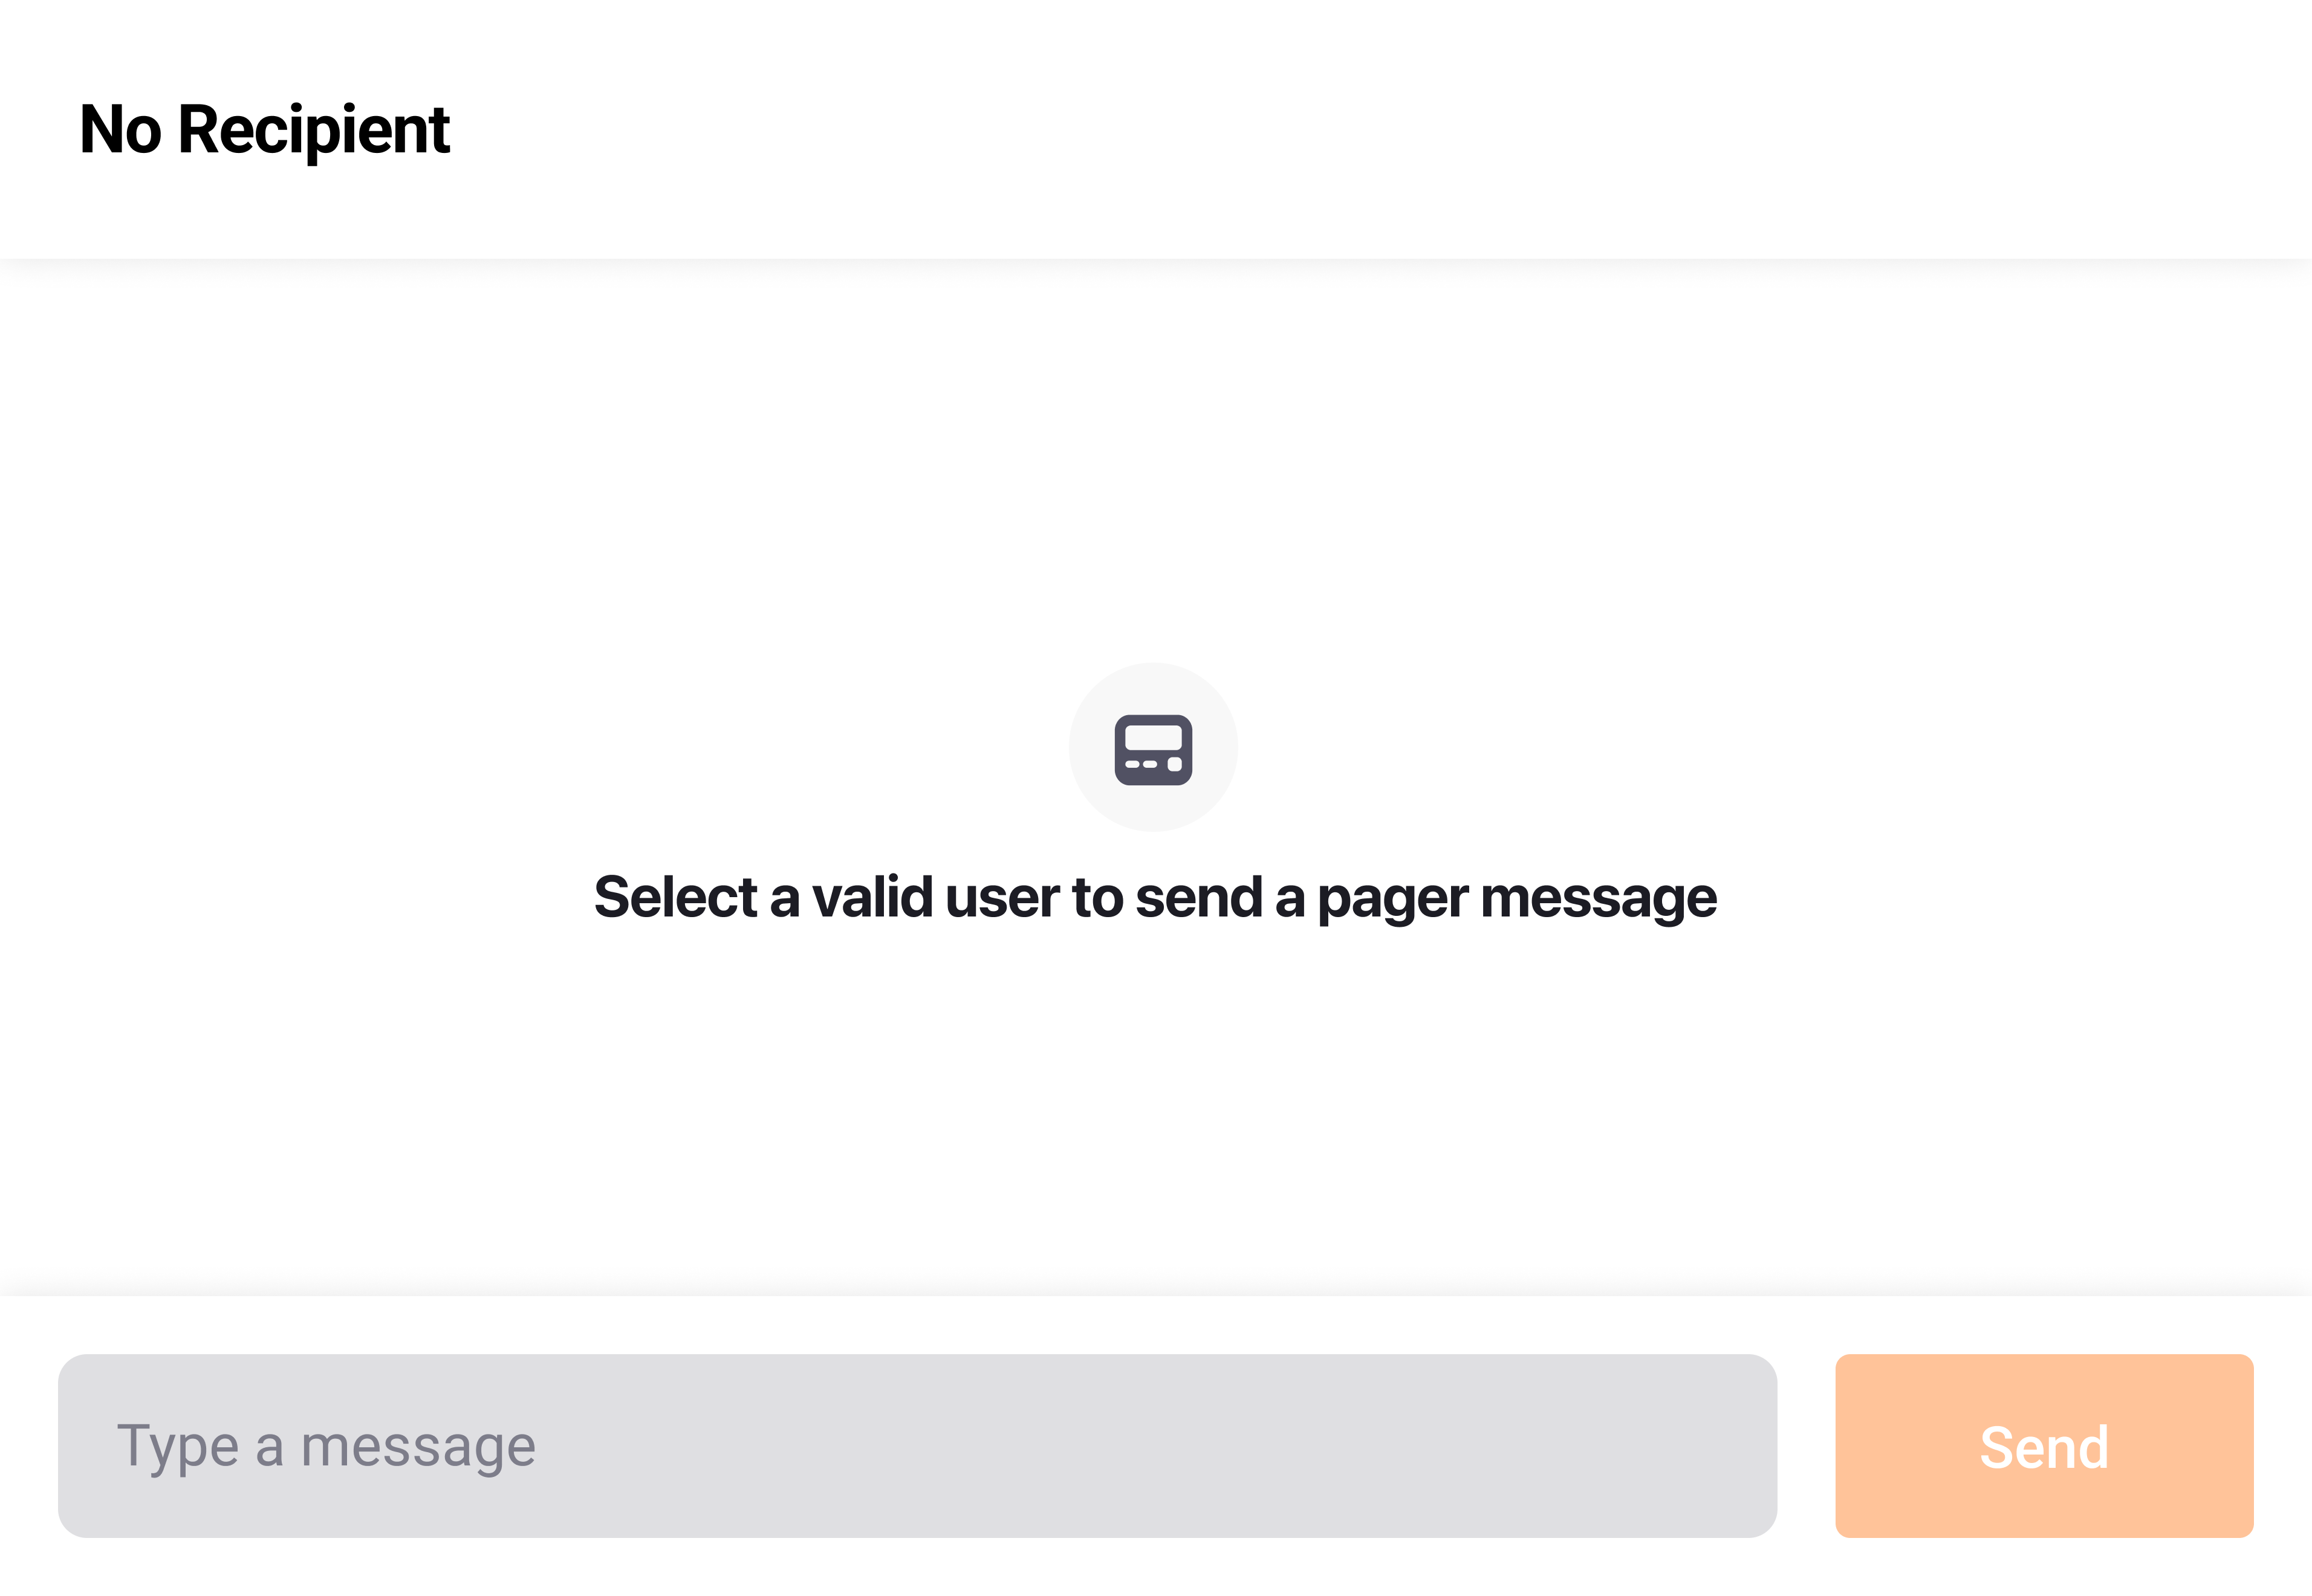 No Recipient
Select a valid user to send a pager message
Type a message
Send